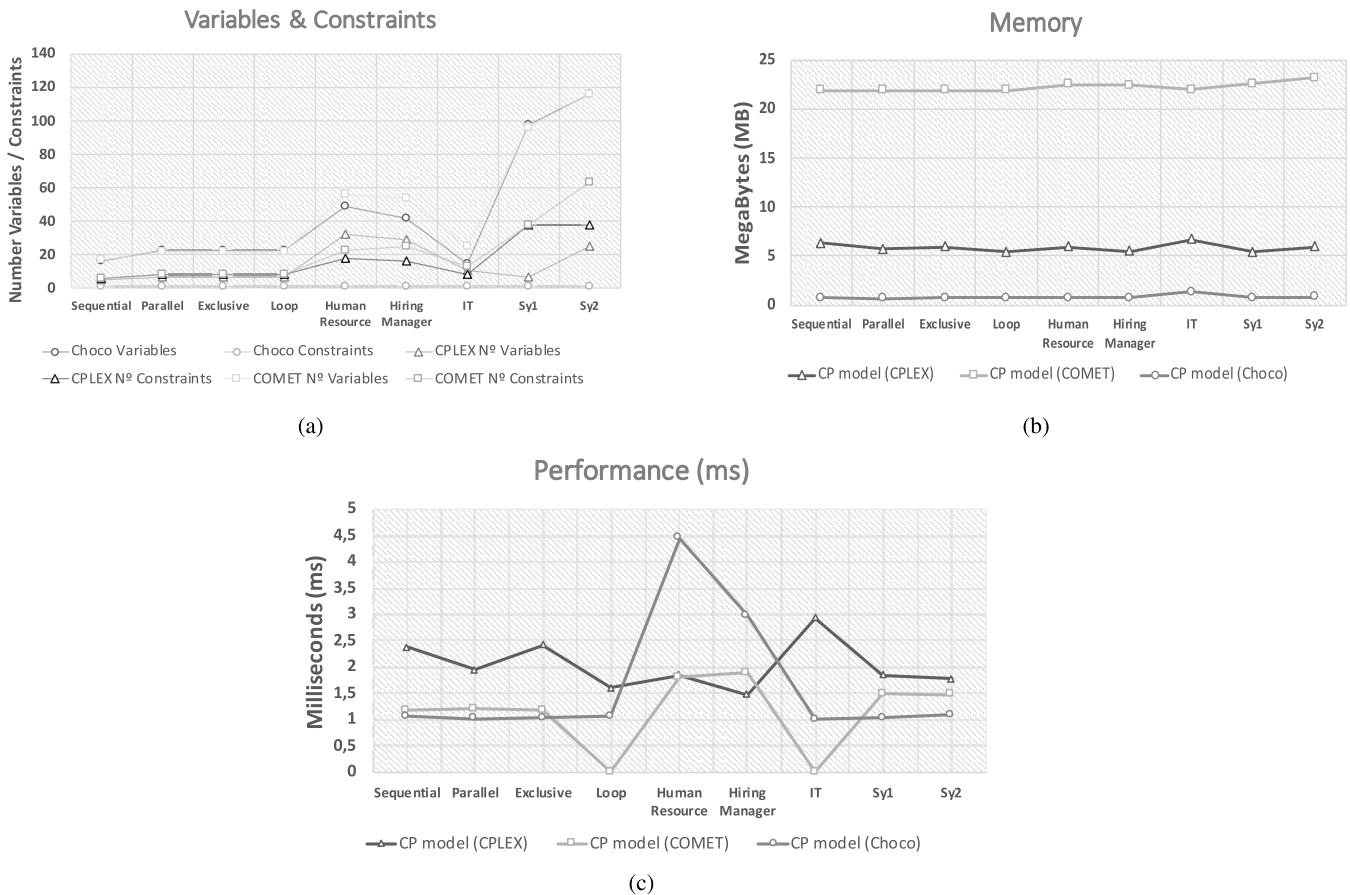 Variables & Constraints
Number Variables / Constraints
140
120
100
80
60
40
20
0
Sequential Parallel Exclusive Loop Human Resource Hiring Manager IT Sy1 Sy2
Choco Variables Choco Constraints CPLEX Nº Variables
CPLEX Nº Constraints COMET Nº Variables COMET Nº Constraints
(a)
Memory
MegaBytes (MB)
25
20
15
10
5
0
Sequential Parallel Exclusive Loop Human Resource Hiring Manager IT Sy1 Sy2
CP model (CPLEX) CP model (COMET) CP model (Choco)
(b)
Performance (ms)
Milliseconds (ms)
5
4,5
4
3,5
3
2,5
2
1,5
1
0,5
0
Sequential Parallel Exclusive Loop Human Resource Hiring Manager IT Sy1 Sy2
CP model (CPLEX) CP model (COMET) CP model (Choco)
(c)